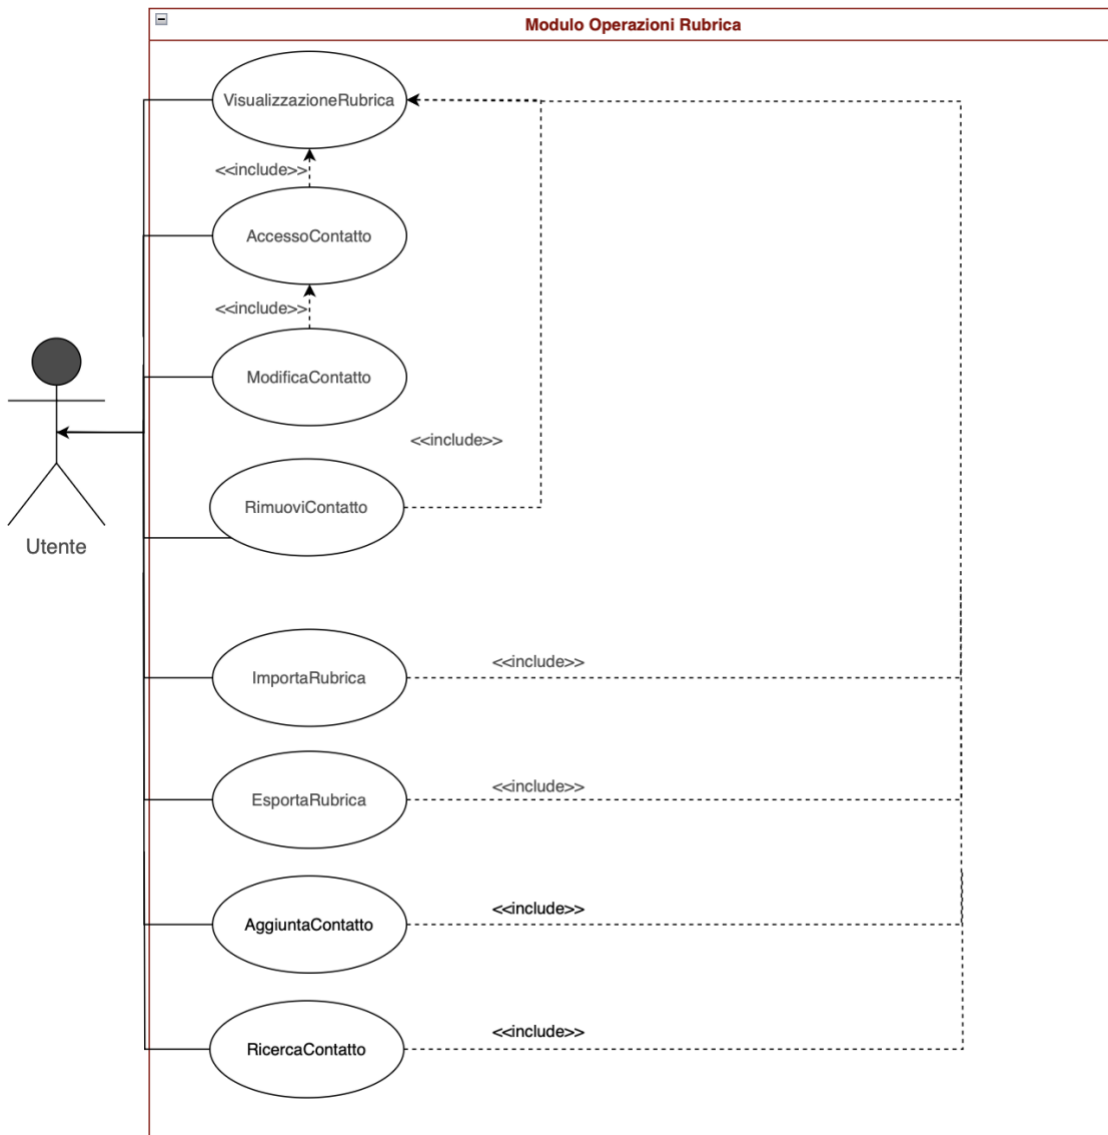 Modulo Operazioni Rubrica
VisualizzazioneRubrica
<<include>>
AccessoContatto
<<include>>
ModificaContatto
<<include>>
RimuoviContatto
Utente
<<include>>
ImportaRubrica
<<include>>
EsportaRubrica
<<include>>
AggiuntaContatto
<<include>>
RicercaContatto